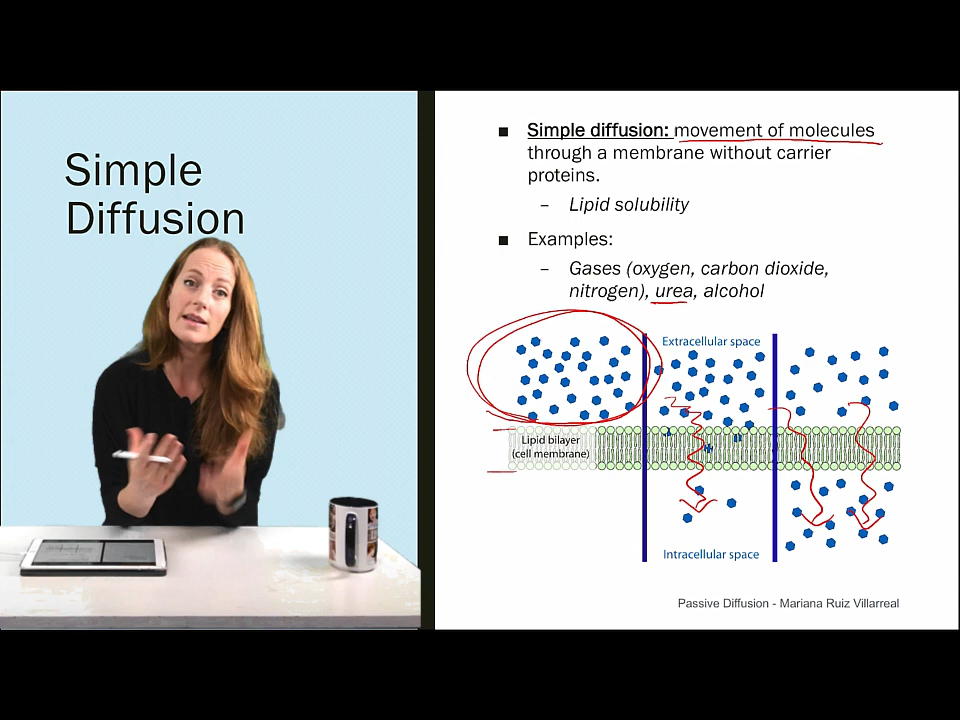 Simple
Diffusion
■ Simple diffusion: movement of molecules
through a membrane without carrier
proteins.
– Lipid solubility
■ Examples:
– Gases (oxygen, carbon dioxide,
nitrogen), urea, alcohol
Extracellular space
Lipid bilayer
(cell membrane)
Intracellular space
Passive Diffusion - Mariana Ruiz Villarreal